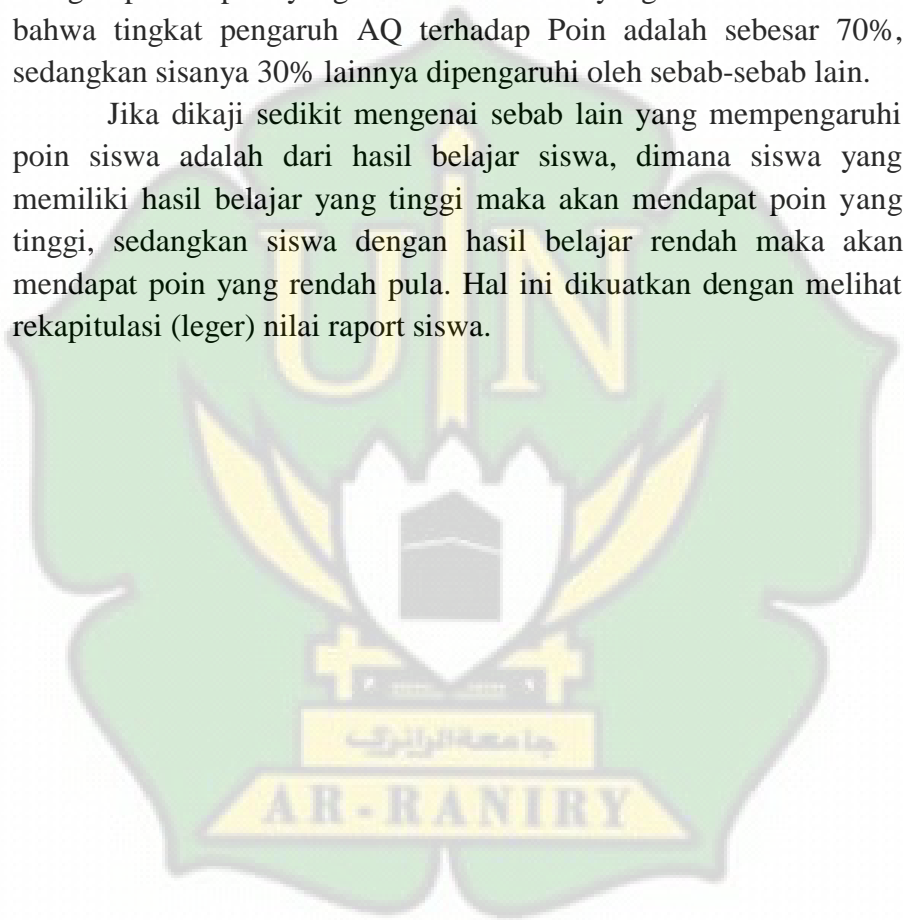 bahwa tingkat pengaruh AQ terhadap Poin adalah sebesar 70%,
sedangkan sisanya 30% lainnya dipengaruhi oleh sebab-sebab lain.
Jika dikaji sedikit mengenai sebab lain yang mempengaruhi
poin siswa adalah dari hasil belajar siswa, dimana siswa yang
memiliki hasil belajar yang tinggi maka akan mendapat poin yang
tinggi, sedangkan siswa dengan hasil belajar rendah maka akan
mendapat poin yang rendah pula. Hal ini dikuatkan dengan melihat
rekapitulasi (leger) nilai raport siswa.
UIN
جامعة الرانري
AR-RANIRY